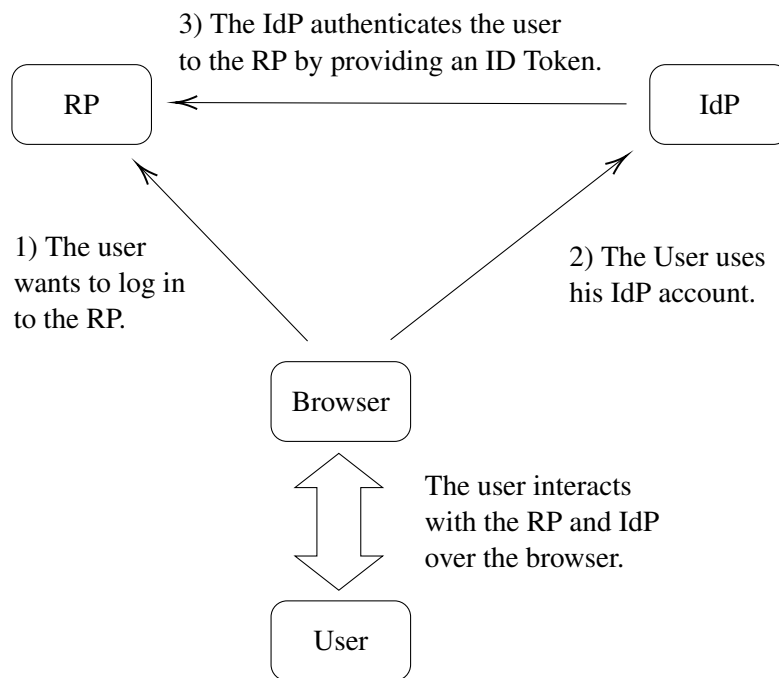 3) The IdP authenticates the user
to the RP by providing an ID Token.
RP
IdP
1) The user
wants to log in
to the RP.
2) The User uses
his IdP account.
Browser
The user interacts
with the RP and IdP
over the browser.
User